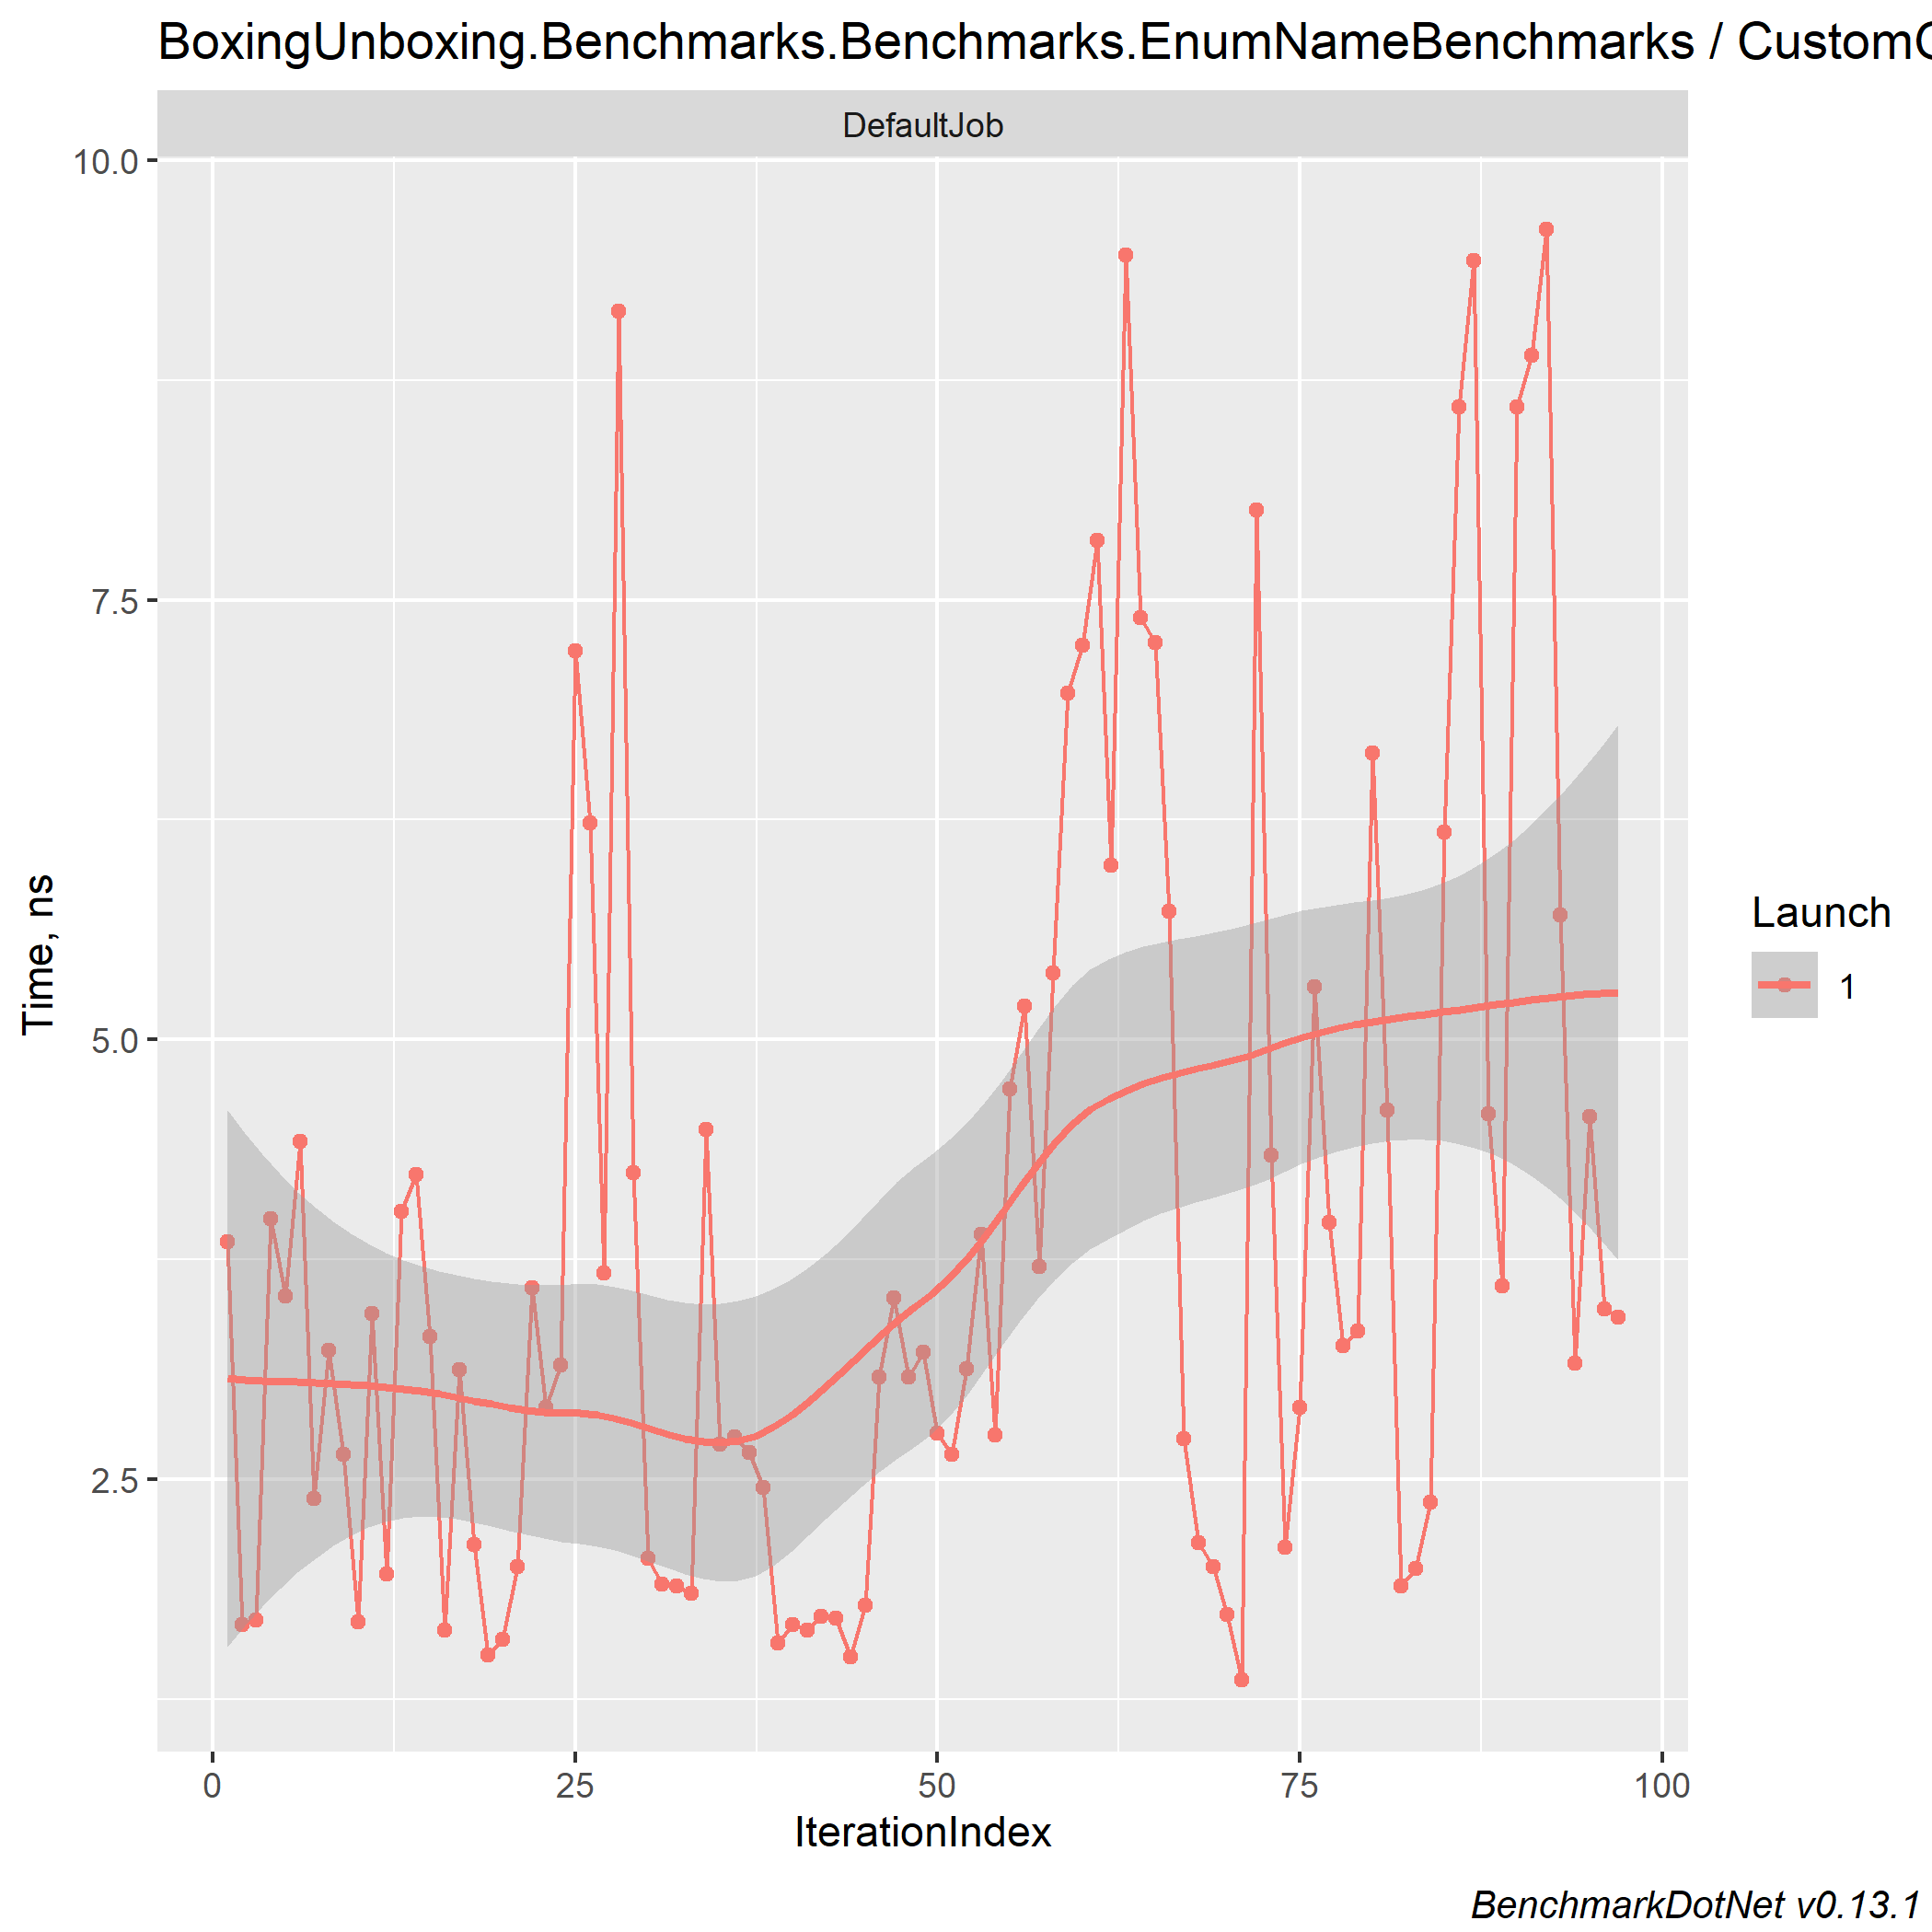 BoxingUnboxing.Benchmarks.Benchmarks.EnumNameBenchmarks / Custom
DefaultJob
10.0
7.5
5.0
2.5
Time, ns
0 25 50 75 100
IterationIndex
Launch
1
BenchmarkDotNet v0.13.1